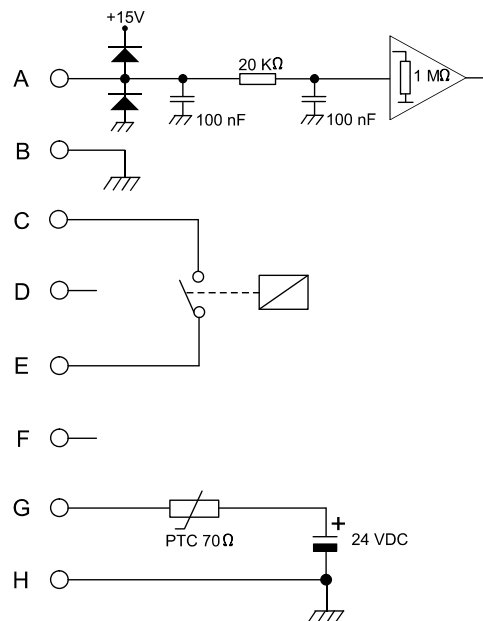 +15V
A
20 KΩ
1 MΩ
100 nF
100 nF
B
C
D
E
F
G
PTC 70Ω
+
24 VDC
H